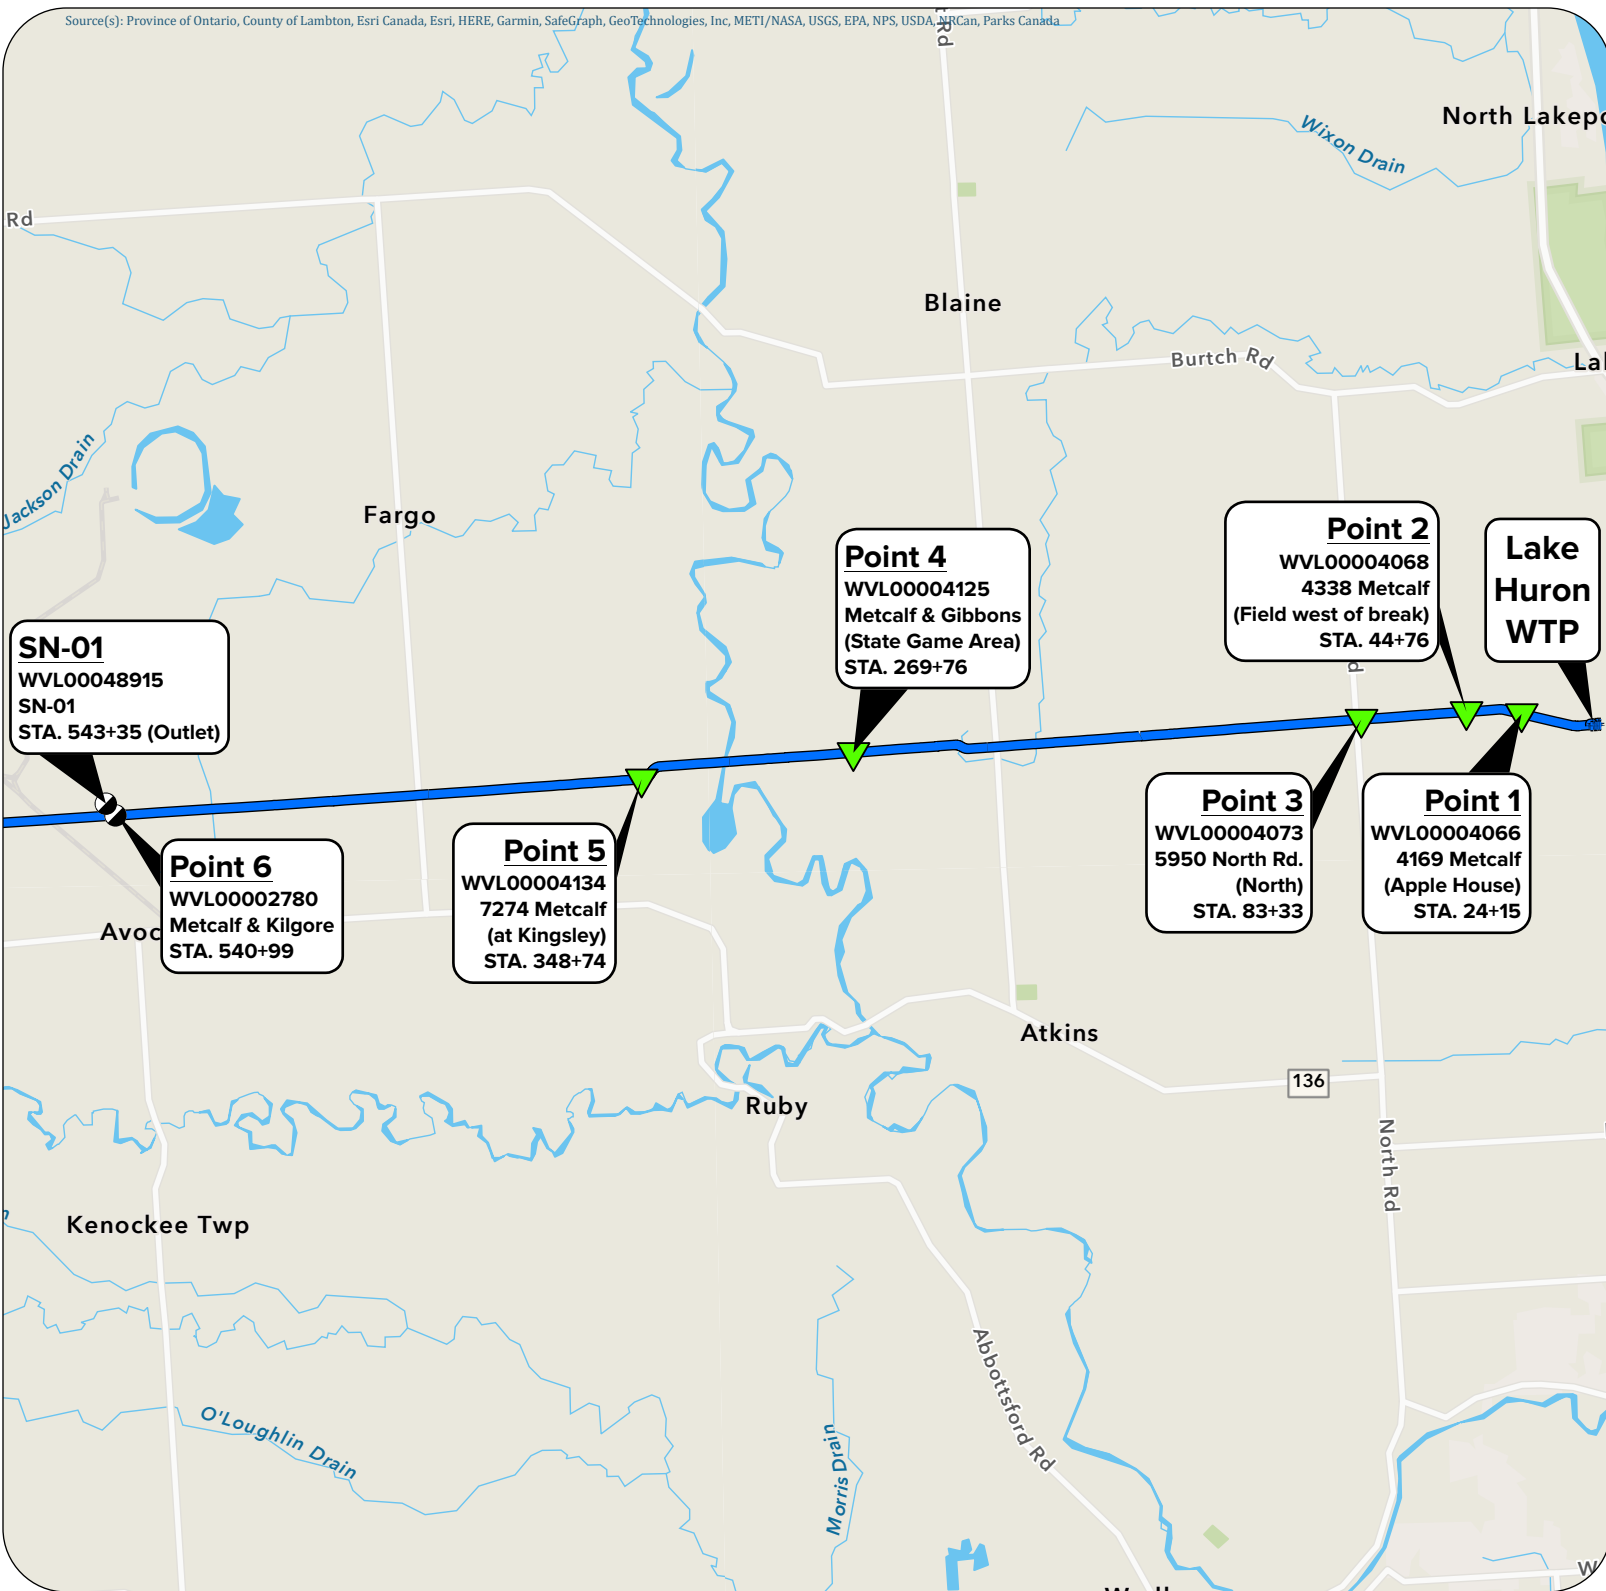 Source(s): Province of Ontario, County of Lambton, Esri Canada, Esri, HERE, Garmin, SafeGraph, GeoTechnologies, Inc, METI/NASA, USGS, EPA, NPS, USDA, NRCan, Parks Canada
Rd
North Lakepo
Wixon Drain
Rd
Blaine
Burtch Rd
Lal
Jackson Drain
Fargo
Point 2
WVL00004068
4338 Metcalf
(Field west of break)
STA. 44+76
Lake
Huron
WTP
Point 4
WVL00004125
Metcalf & Gibbons
(State Game Area)
STA. 269+76
SN-01
WVL00048915
SN-01
STA. 543+35 (Outlet)
Point 3
WVL00004073
5950 North Rd.
(North)
STA. 83+33
Point 1
WVL00004066
4169 Metcalf
(Apple House)
STA. 24+15
Point 5
WVL00004134
7274 Metcalf
(at Kingsley)
STA. 348+74
Point 6
WVL00002780
Metcalf & Kilgore
STA. 540+99
Avoc
Atkins
136
Ruby
North Rd
Kenockee Twp
Abbottsford Rd
O'Loughlin Drain
Morris Drain
W